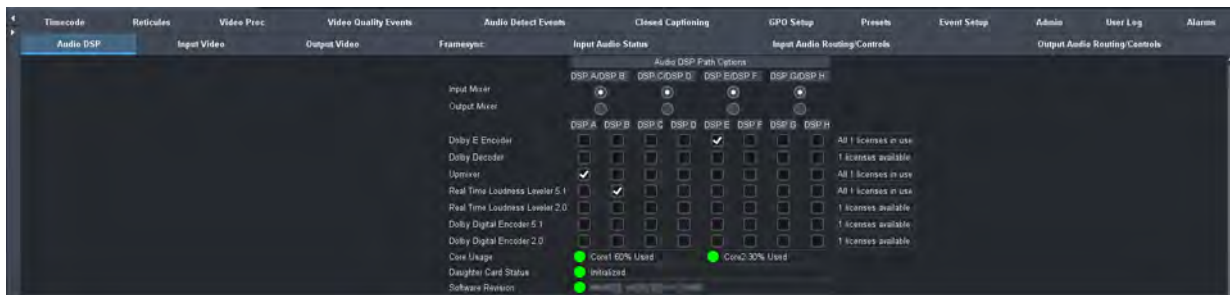 Timecode Reticules Video Proc Video Quality Events Audio Detect Events Closed Captioning GPO Setup Presets Event Setup Admin User Log Alarms
Audio DSP Input Video Output Video Framesync Input Audio Status Input Audio Routing/Controls Output Audio Routing/Controls
Audio DSP Path Options
DSP A/DSP B DSP C/DSP D DSP E/DSP F DSP G/DSP H
Input Mixer
Output Mixer
DSP A DSP B DSP C DSP D DSP E DSP F DSP G DSP H
Dolby E Encoder All 1 licenses in use
Dolby Decoder 1 licenses available
Upmixer All 1 licenses in use
Real Time Loudness Leveler 5.1 All 1 licenses in use
Real Time Loudness Leveler 2.0 1 licenses available
Dolby Digital Encoder 5.1 1 licenses available
Dolby Digital Encoder 2.0 1 licenses available
Core Usage Core1 60% Used Core2 30% Used
Daughter Card Status Initialized
Software Revision